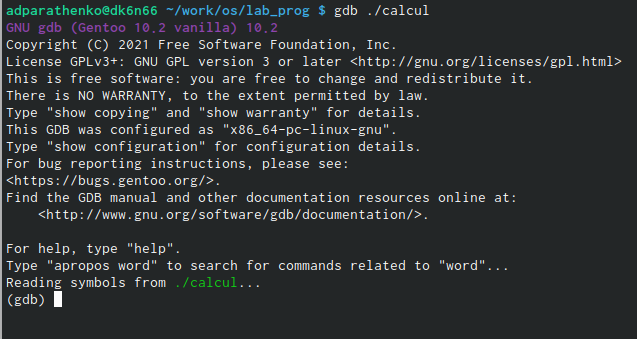 adparathenko@dk6n66 ~/work/os/lab_prog $ gdb ./calcul
GNU gdb (Gentoo 10.2 vanilla) 10.2
Copyright (C) 2021 Free Software Foundation, Inc.
License GPLv3+: GNU GPL version 3 or later <http://gnu.org/licenses/gpl.html>
This is free software: you are free to change and redistribute it.
There is NO WARRANTY, to the extent permitted by law.
Type "show copying" and "show warranty" for details.
This GDB was configured as "x86_64-pc-linux-gnu".
Type "show configuration" for configuration details.
For bug reporting instructions, please see:
<https://bugs.gentoo.org/>.
Find the GDB manual and other documentation resources online at:
    <http://www.gnu.org/software/gdb/documentation/>.

For help, type "help".
Type "apropos word" to search for commands related to "word"...
Reading symbols from ./calcul...
(gdb)